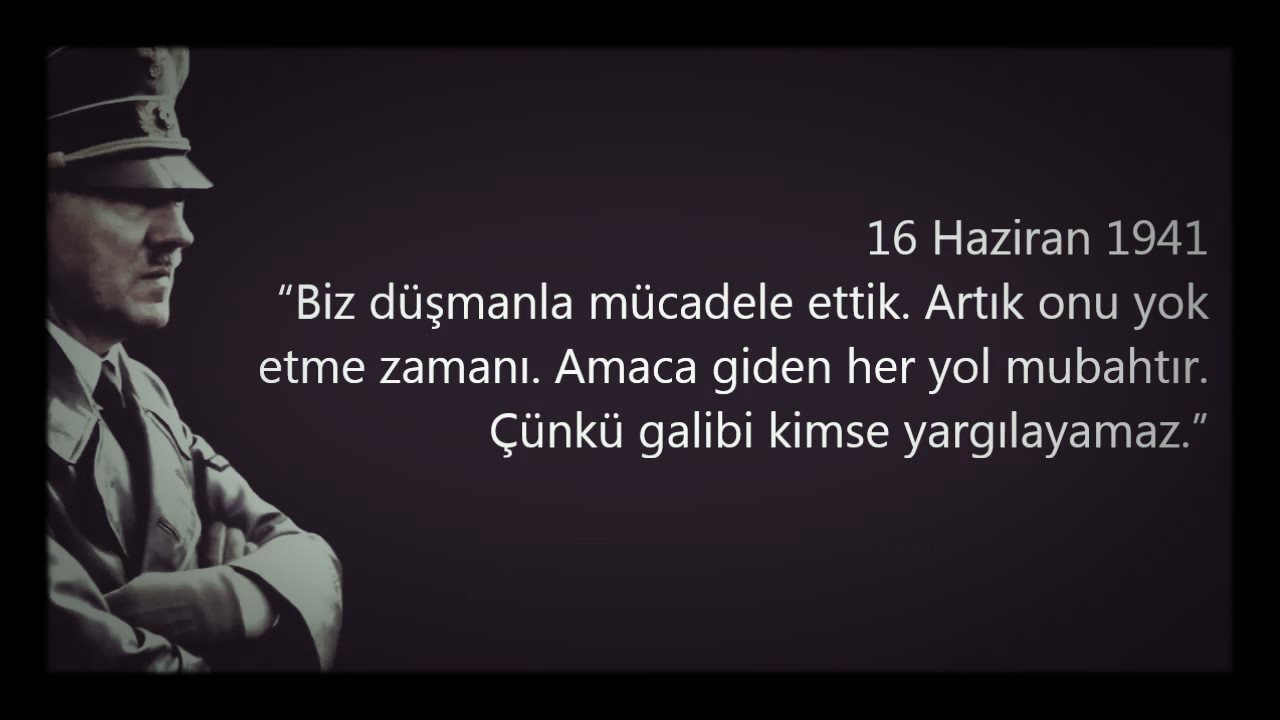 16 Haziran 1941
“Biz düşmanla mücadele ettik. Artık onu yok
etme zamanı. Amaca giden her yol mubahtır.
Çünkü galibi kimse yargılayamaz.”